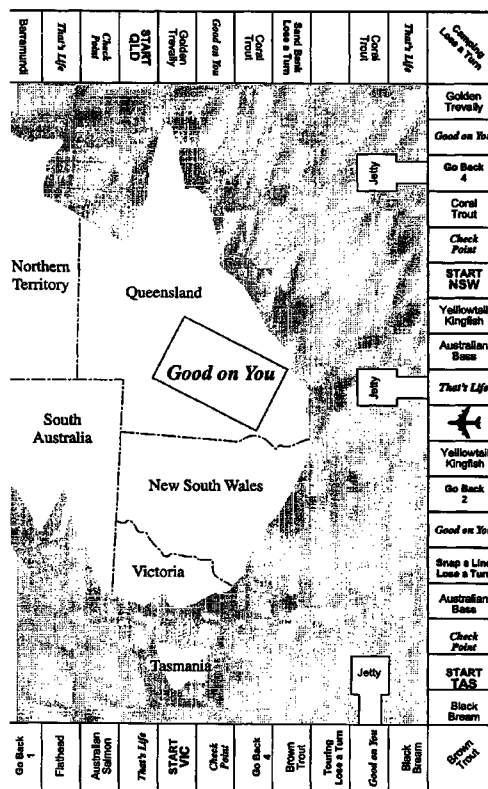 Barramundi
That's Life
Check
Point
START
QLD
Golden
Trevally
Good on You
Coral
Trout
Sand Bank
Lose a Turn
Coral
Trout
That's Life
Camping
Lose a Turn
Golden
Trevally
Good on You
Go Back
4
Coral
Trout
Check
Point
START
NSW
Yelllowtail
Kingfish
Australian
Bass
That's Life
Yelllowtail
Kingfish
Go Back
2
Good on You
Snap a Line
Lose a Turn
Australian
Bass
Check
Point
START
TAS
Black
Bream
Jetty
Jetty
Jetty
Northern
Territory
Queensland
Good on You
South
Australia
New South Wales
Victoria
Tasmania
Go Back
1
Flathead
Australian
Salmon
That's Life
START
VIC
Check
Point
Go Back
4
Brown
Trout
Touring
Lose a Turn
Good on You
Black
Bream
Brown
Trout